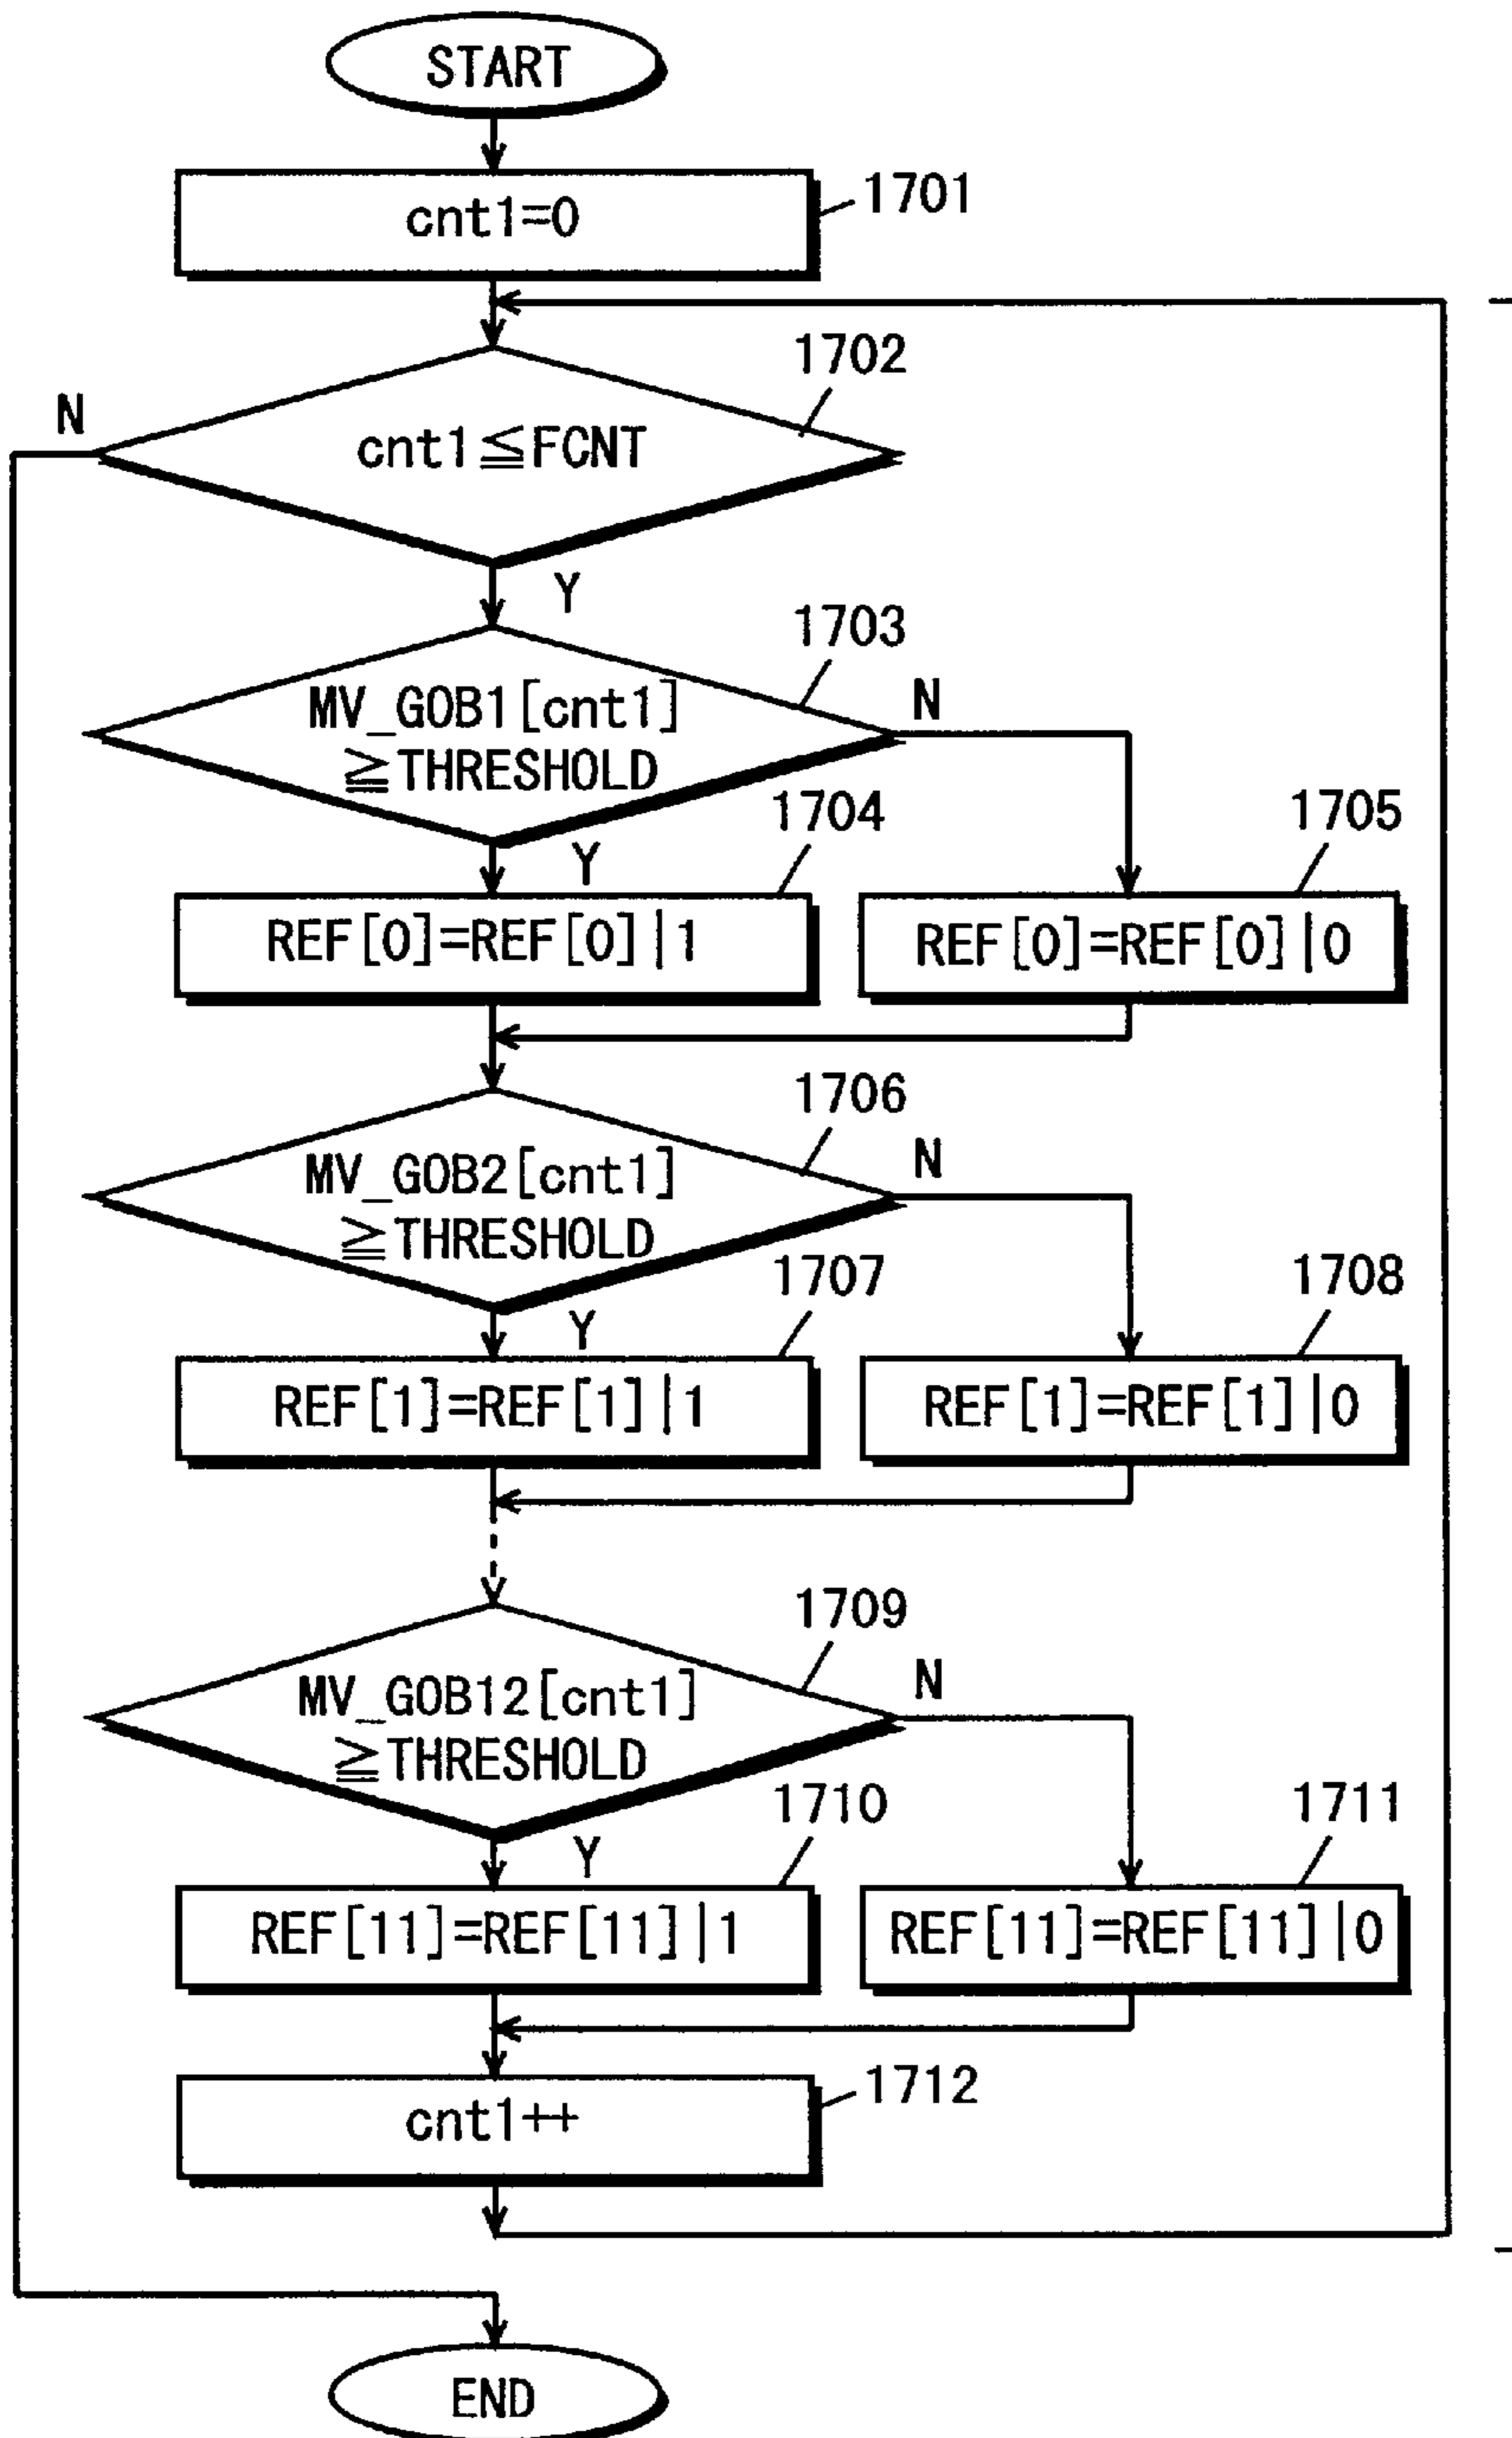 START
cnt1=0
1701
1702
N
cnt1≦FCNT
Y
1703
MV_GOB1[cnt1]
≧THRESHOLD
N
1704
1705
Y
REF[0]=REF[0]|1
REF[0]=REF[0]|0
1706
MV_GOB2[cnt1]
≧THRESHOLD
N
1707
1708
Y
REF[1]=REF[1]|1
REF[1]=REF[1]|0
1709
MV_GOB12[cnt1]
≧THRESHOLD
N
1710
1711
Y
REF[11]=REF[11]|1
REF[11]=REF[11]|0
1712
cnt1++
END